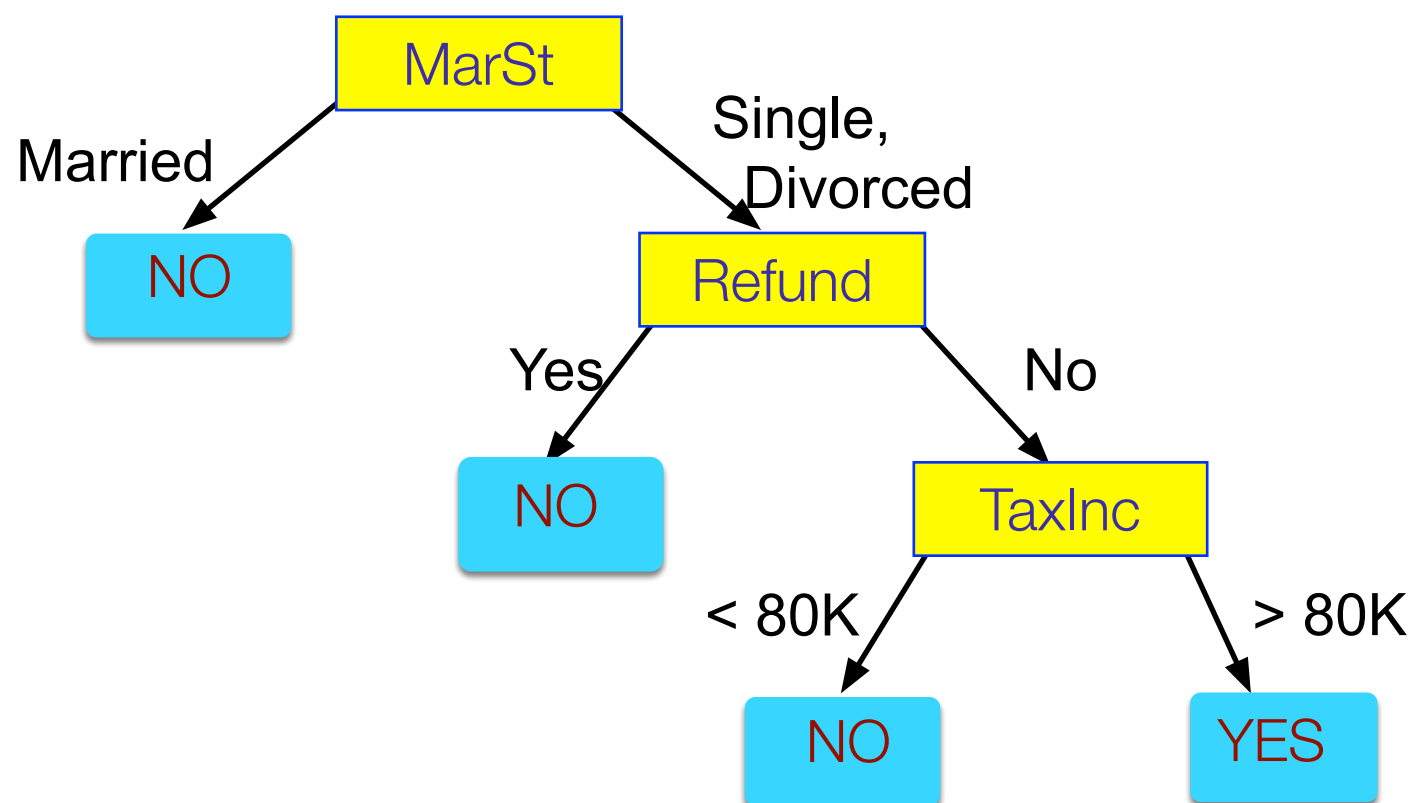 MarSt
Married
Single,
Divorced
NO
Refund
Yes
No
NO
TaxInc
< 80K
> 80K
NO
YES